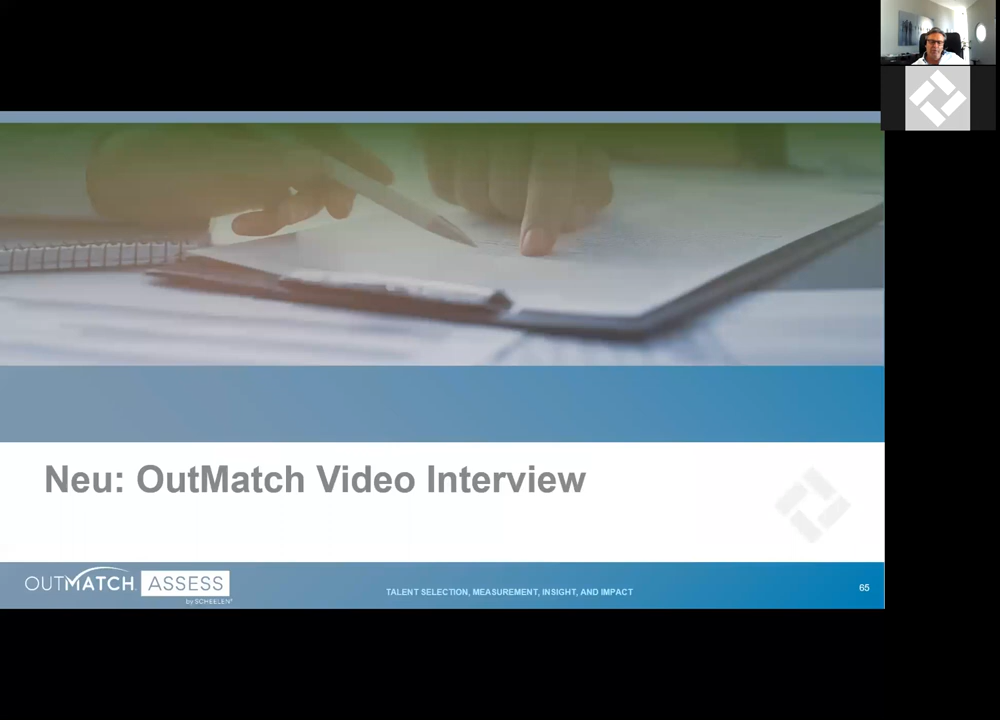 Neu: OutMatch Video Interview
OUTMATCH ASSESS
by SCHEELEN®
TALENT SELECTION, MEASUREMENT, INSIGHT, AND IMPACT
65